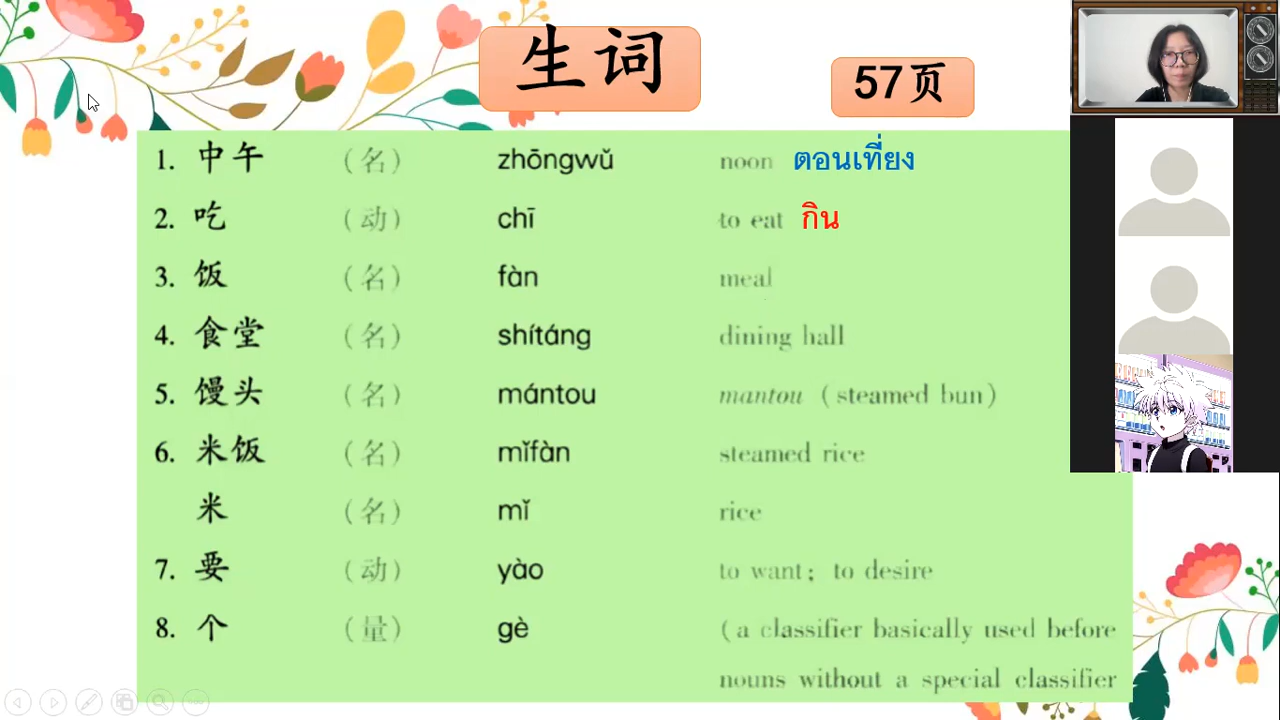 生词
57页
1. 中午 （名） zhōngwǔ noon ตอนเที่ยง
2. 吃 （动） chī to eat กิน
3. 饭 （名） fàn meal
4. 食堂 （名） shítáng dining hall
5. 馒头 （名） mántou mantou （steamed bun）
6. 米饭 （名） mǐfàn steamed rice
米 （名） mǐ rice
7. 要 （动） yào to want; to desire
8. 个 （量） gè （a classifier basically used before
nouns without a special classifier